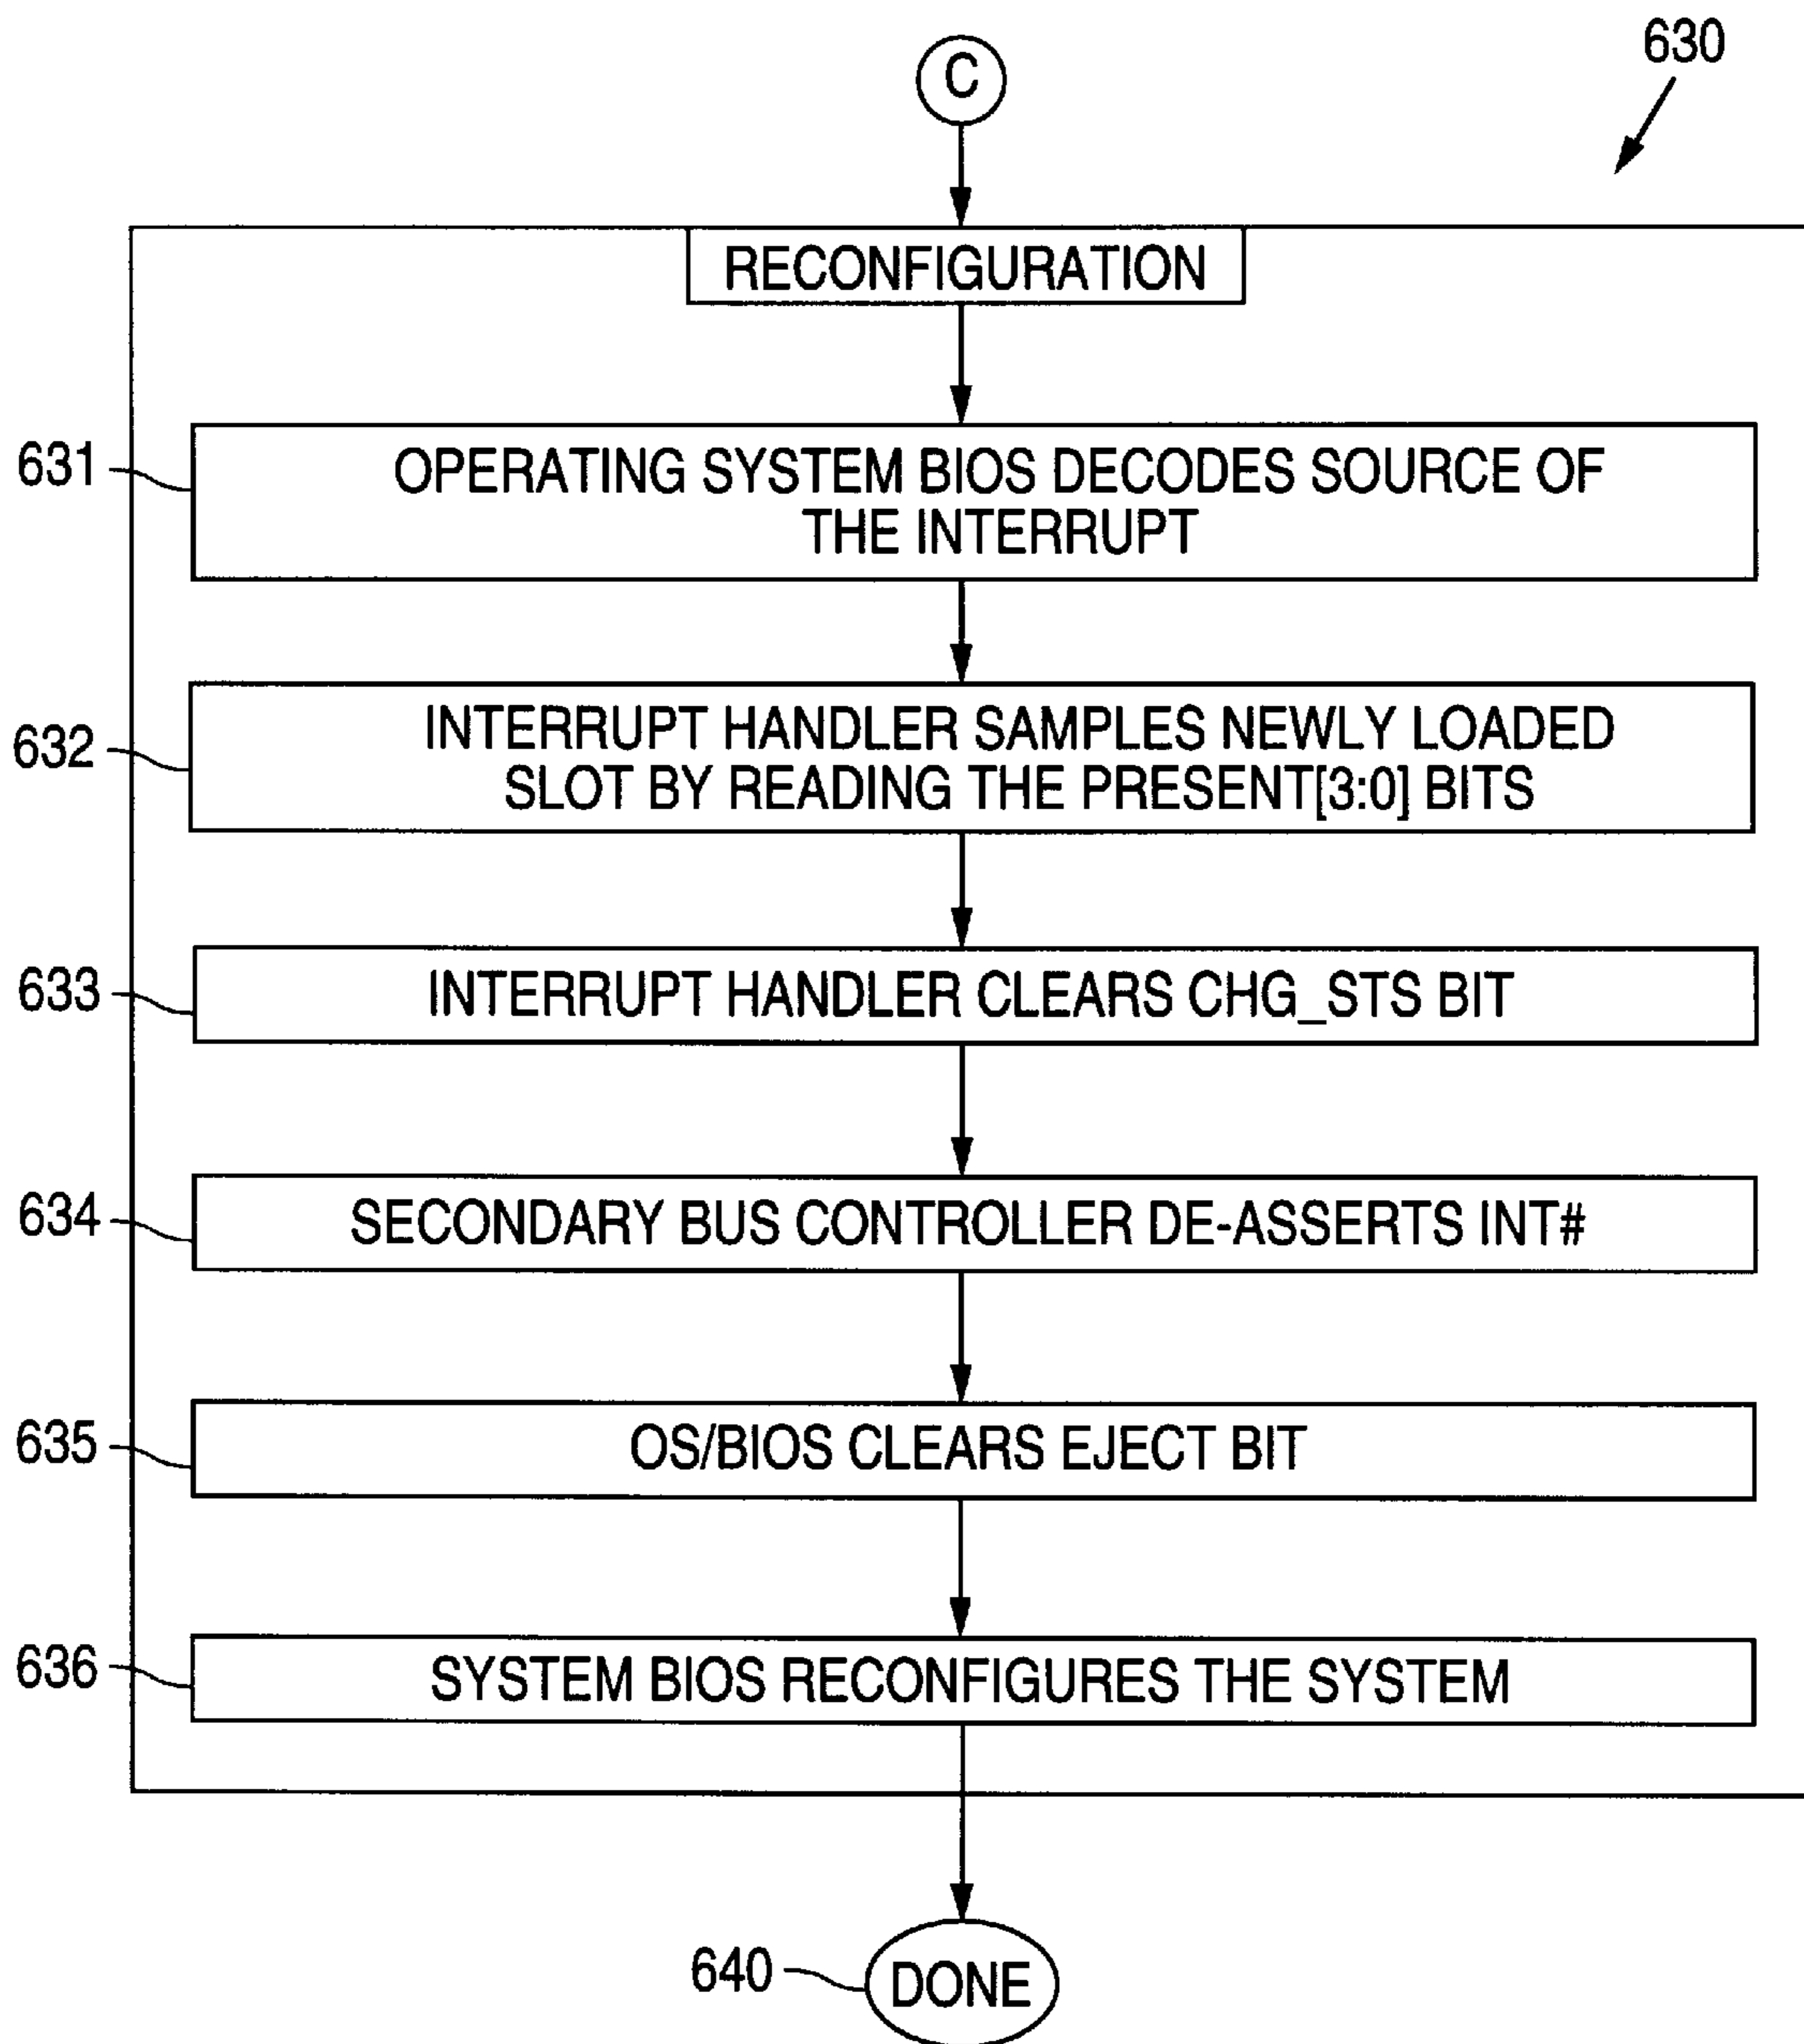 630
C
RECONFIGURATION
631
OPERATING SYSTEM BIOS DECODES SOURCE OF
THE INTERRUPT
632
INTERRUPT HANDLER SAMPLES NEWLY LOADED
SLOT BY READING THE PRESENT[3:0] BITS
633
INTERRUPT HANDLER CLEARS CHG_STS BIT
634
SECONDARY BUS CONTROLLER DE-ASSERTS INT#
635
OS/BIOS CLEARS EJECT BIT
636
SYSTEM BIOS RECONFIGURES THE SYSTEM
640
DONE